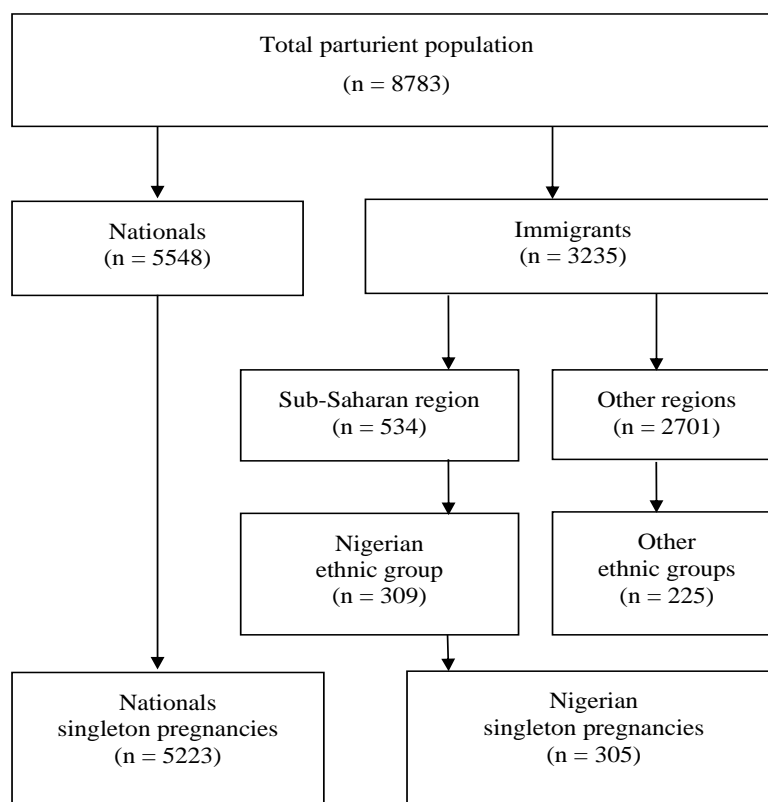 Total parturient population
(n = 8783)
Nationals
(n = 5548)
Immigrants
(n = 3235)
Sub-Saharan region
(n = 534)
Other regions
(n = 2701)
Nigerian
ethnic group
(n = 309)
Other
ethnic groups
(n = 225)
Nationals
singleton pregnancies
(n = 5223)
Nigerian
singleton pregnancies
(n = 305)